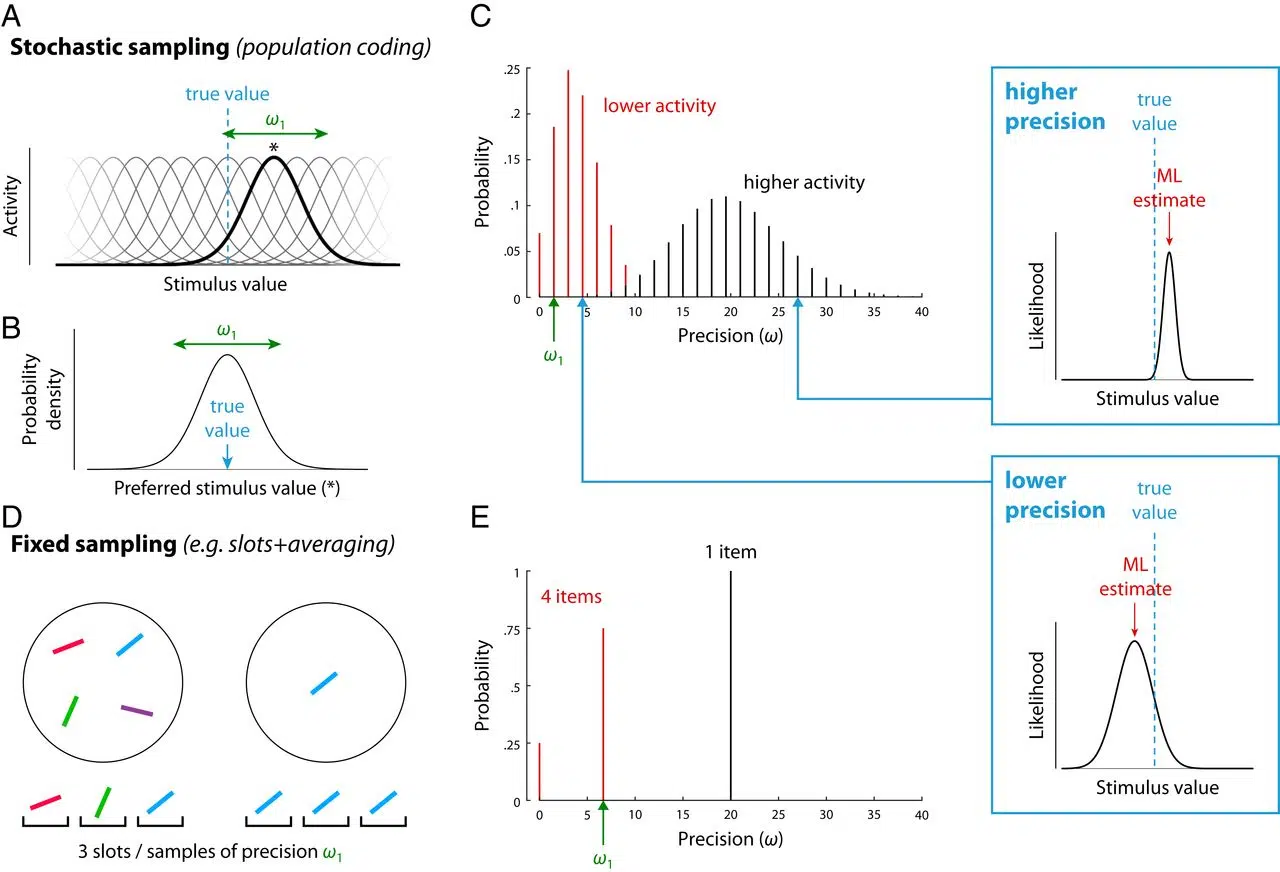 A
Stochastic sampling (population coding)
true value
ω1
*
Activity
Stimulus value
B
ω1
Probability
density
true
value
Preferred stimulus value (*)
C
.25
.2
.15
.1
.05
0
Probability
lower activity
higher activity
0 5 10 15 20 25 30 35 40
Precision (ω)
ω1
higher
precision
true
value
ML
estimate
Likelihood
Stimulus value
lower
precision
true
value
ML
estimate
Likelihood
Stimulus value
D
Fixed sampling (e.g. slots+averaging)
3 slots / samples of precision ω1
E
1
.75
.5
.25
0
Probability
4 items
1 item
0 5 10 15 20 25 30 35 40
Precision (ω)
ω1